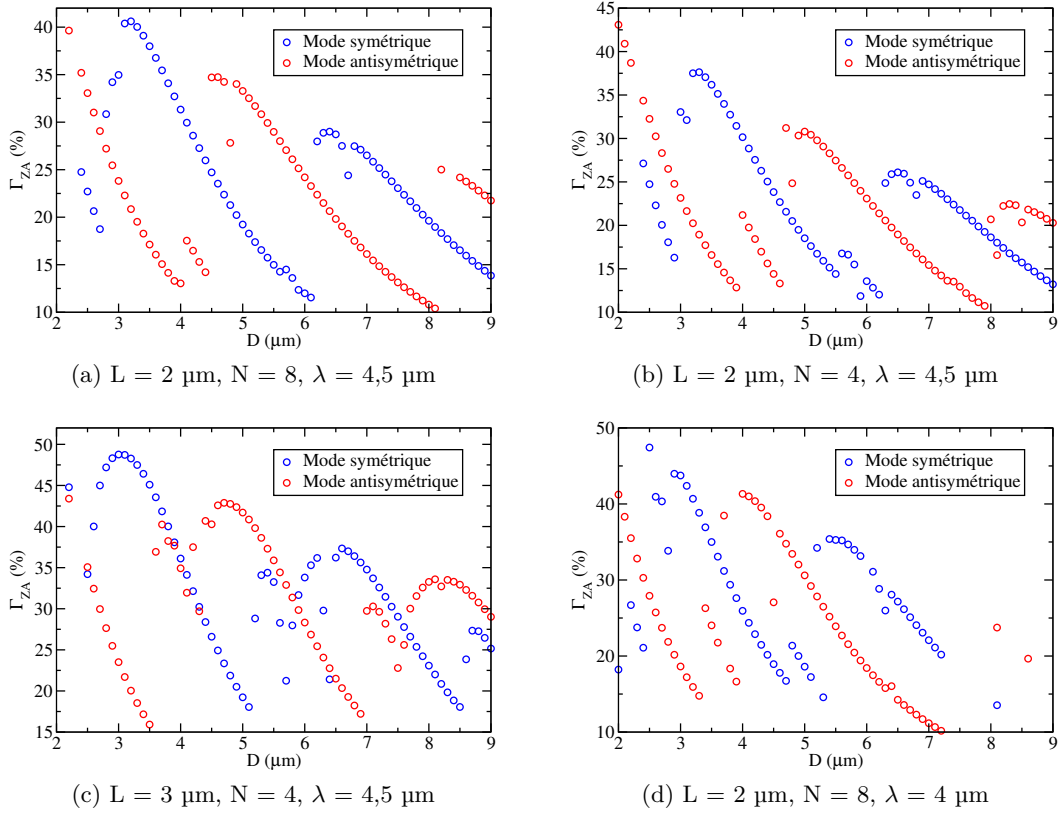 40
35
30
25
20
15
10
Γ_ZA (%)
2 3 4 5 6 7 8 9
D (µm)
Mode symétrique
Mode antisymétrique
(a) L = 2 µm, N = 8, λ = 4,5 µm
45
40
35
30
25
20
15
10
Γ_ZA (%)
2 3 4 5 6 7 8 9
D (µm)
Mode symétrique
Mode antisymétrique
(b) L = 2 µm, N = 4, λ = 4,5 µm
50
45
40
35
30
25
20
15
Γ_ZA (%)
2 3 4 5 6 7 8 9
D (µm)
Mode symétrique
Mode antisymétrique
(c) L = 3 µm, N = 4, λ = 4,5 µm
50
40
30
20
10
Γ_ZA (%)
2 3 4 5 6 7 8 9
D (µm)
Mode symétrique
Mode antisymétrique
(d) L = 2 µm, N = 8, λ = 4 µm